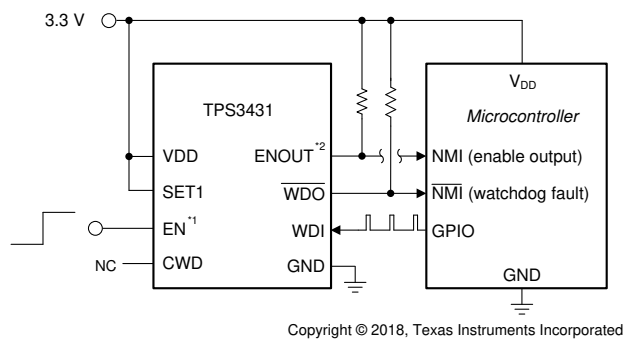 3.3 V
TPS3431
VDD
SET1
EN*1
NC
CWD
ENOUT*2
WDO
WDI
GND
VDD
Microcontroller
NMI (enable output)
NMI (watchdog fault)
GPIO
GND
Copyright © 2018, Texas Instruments Incorporated